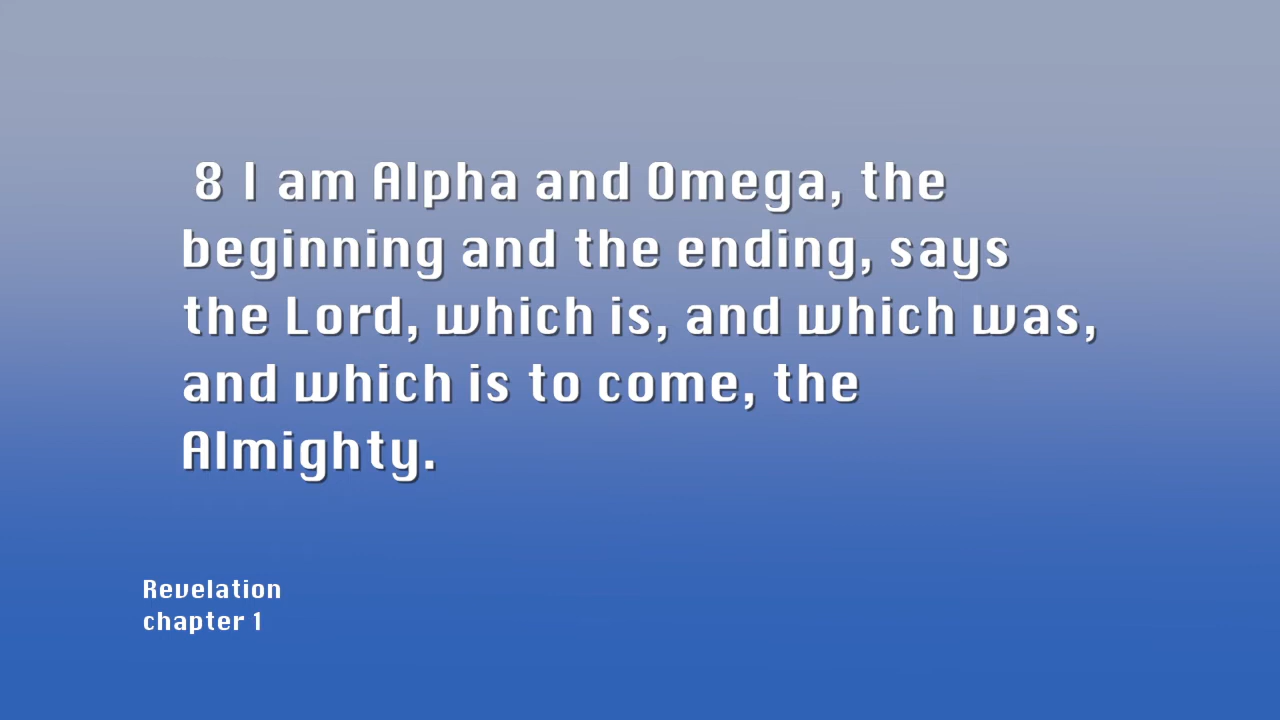 8 I am Alpha and Omega, the
beginning and the ending, says
the Lord, which is, and which was,
and which is to come, the
Almighty.
Revelation
chapter 1